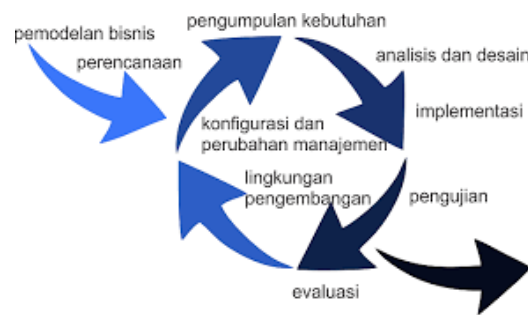 pemodelan bisnis
perencanaan
pengumpulan kebutuhan
analisis dan desain
implementasi
konfigurasi dan
perubahan manajemen
lingkungan
pengembangan
pengujian
evaluasi